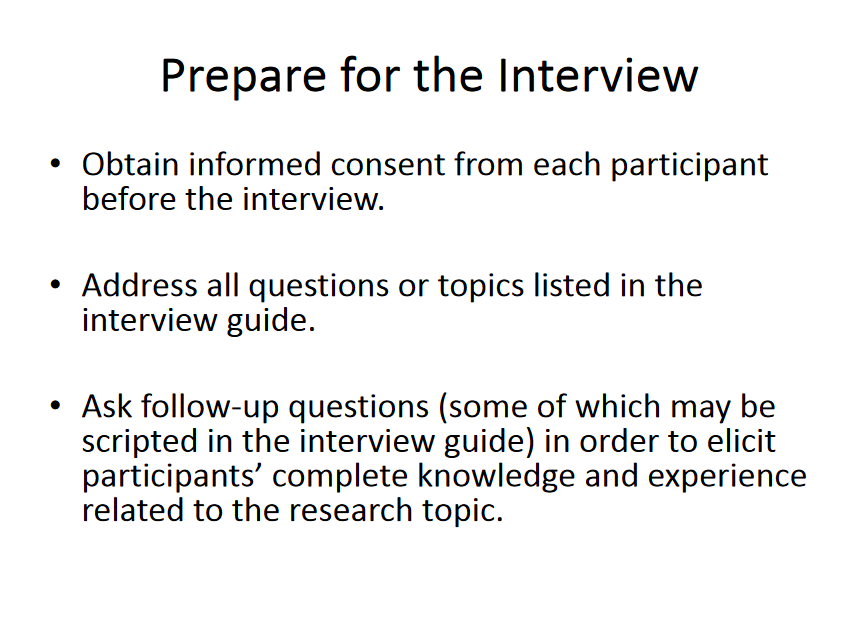 Prepare for the Interview
• Obtain informed consent from each participant
before the interview.
• Address all questions or topics listed in the
interview guide.
• Ask follow-up questions (some of which may be
scripted in the interview guide) in order to elicit
participants’ complete knowledge and experience
related to the research topic.